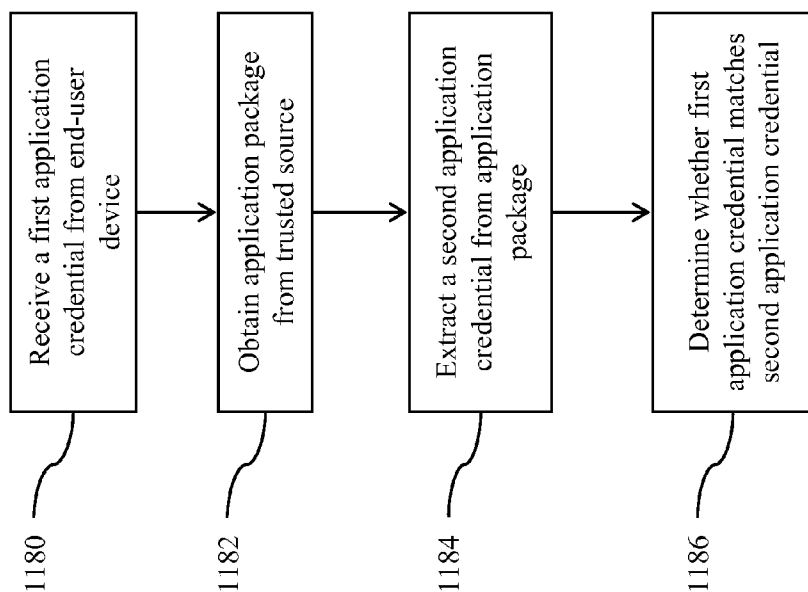 1180
Receive a first application
credential from end-user
device
1182
Obtain application package
from trusted source
1184
Extract a second application
credential from application
package
1186
Determine whether first
application credential matches
second application credential